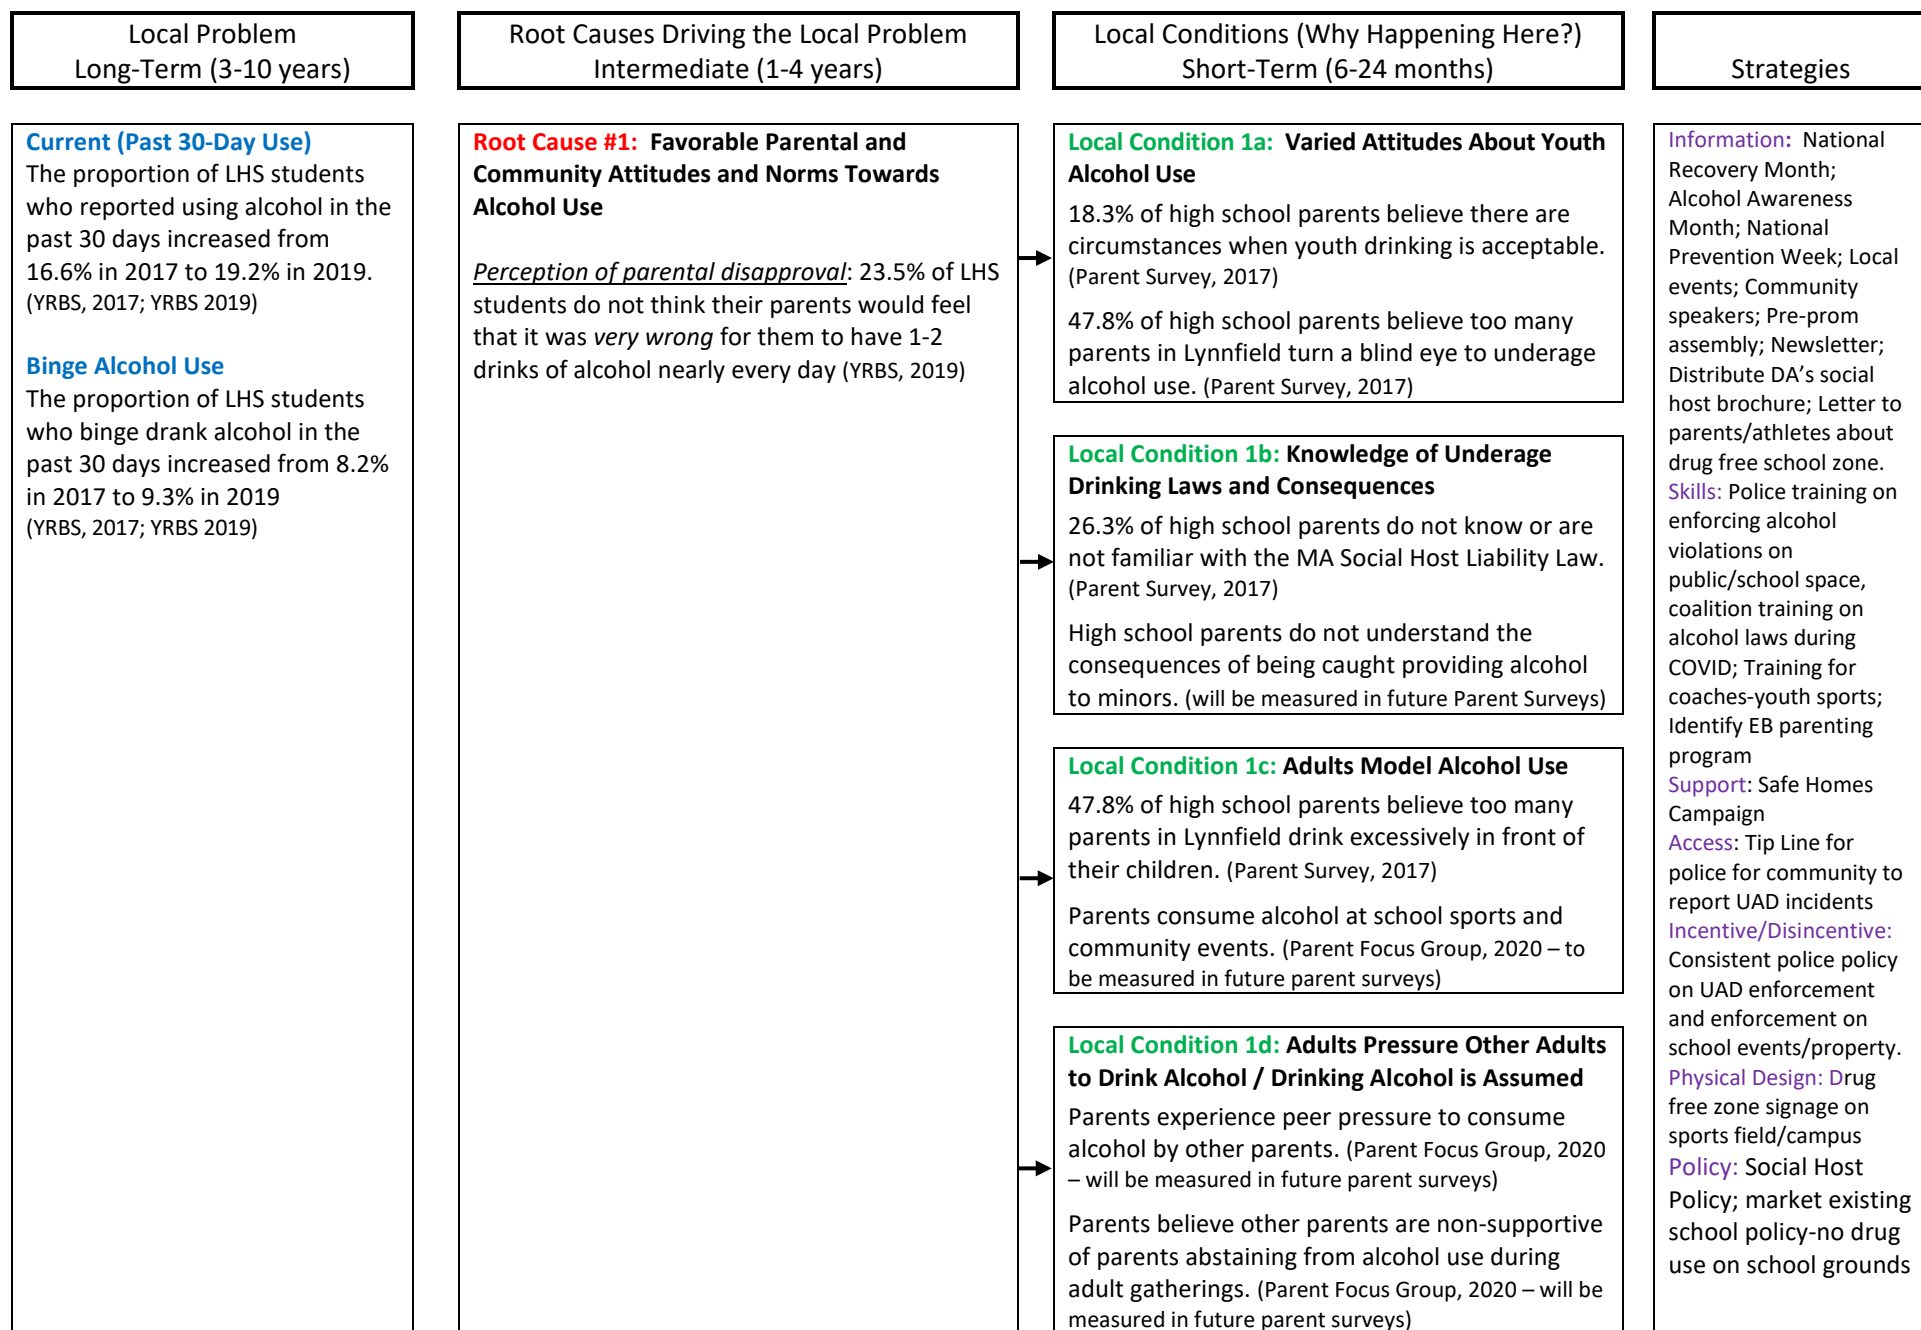 Local Problem
Long-Term (3-10 years)
Root Causes Driving the Local Problem
Intermediate (1-4 years)
Local Conditions (Why Happening Here?)
Short-Term (6-24 months)
Strategies
Current (Past 30-Day Use)
The proportion of LHS students
who reported using alcohol in the
past 30 days increased from
16.6% in 2017 to 19.2% in 2019.
(YRBS, 2017; YRBS 2019)
Binge Alcohol Use
The proportion of LHS students
who binge drank alcohol in the
past 30 days increased from 8.2%
in 2017 to 9.3% in 2019
(YRBS, 2017; YRBS 2019)
Root Cause #1: Favorable Parental and
Community Attitudes and Norms Towards
Alcohol Use
Perception of parental disapproval: 23.5% of LHS
students do not think their parents would feel
that it was very wrong for them to have 1-2
drinks of alcohol nearly every day (YRBS, 2019)
Local Condition 1a: Varied Attitudes About Youth
Alcohol Use
18.3% of high school parents believe there are
circumstances when youth drinking is acceptable.
(Parent Survey, 2017)
47.8% of high school parents believe too many
parents in Lynnfield turn a blind eye to underage
alcohol use. (Parent Survey, 2017)
Local Condition 1b: Knowledge of Underage
Drinking Laws and Consequences
26.3% of high school parents do not know or are
not familiar with the MA Social Host Liability Law.
(Parent Survey, 2017)
High school parents do not understand the
consequences of being caught providing alcohol
to minors. (will be measured in future Parent Surveys)
Local Condition 1c: Adults Model Alcohol Use
47.8% of high school parents believe too many
parents in Lynnfield drink excessively in front of
their children. (Parent Survey, 2017)
Parents consume alcohol at school sports and
community events. (Parent Focus Group, 2020 – to
be measured in future parent surveys)
Local Condition 1d: Adults Pressure Other Adults
to Drink Alcohol / Drinking Alcohol is Assumed
Parents experience peer pressure to consume
alcohol by other parents. (Parent Focus Group, 2020
– will be measured in future parent surveys)
Parents believe other parents are non-supportive
of parents abstaining from alcohol use during
adult gatherings. (Parent Focus Group, 2020 – will be
measured in future parent surveys)
Information: National
Recovery Month;
Alcohol Awareness
Month; National
Prevention Week; Local
events; Community
speakers; Pre-prom
assembly; Newsletter;
Distribute DA's social
host brochure; Letter to
parents/athletes about
drug free school zone.
Skills: Police training on
enforcing alcohol
violations on
public/school space,
coalition training on
alcohol laws during
COVID; Training for
coaches-youth sports;
Identify EB parenting
program
Support: Safe Homes
Campaign
Access: Tip Line for
police for community to
report UAD incidents
Incentive/Disincentive:
Consistent police policy
on UAD enforcement
and enforcement on
school events/property.
Physical Design: Drug
free zone signage on
sports field/campus
Policy: Social Host
Policy; market existing
school policy-no drug
use on school grounds